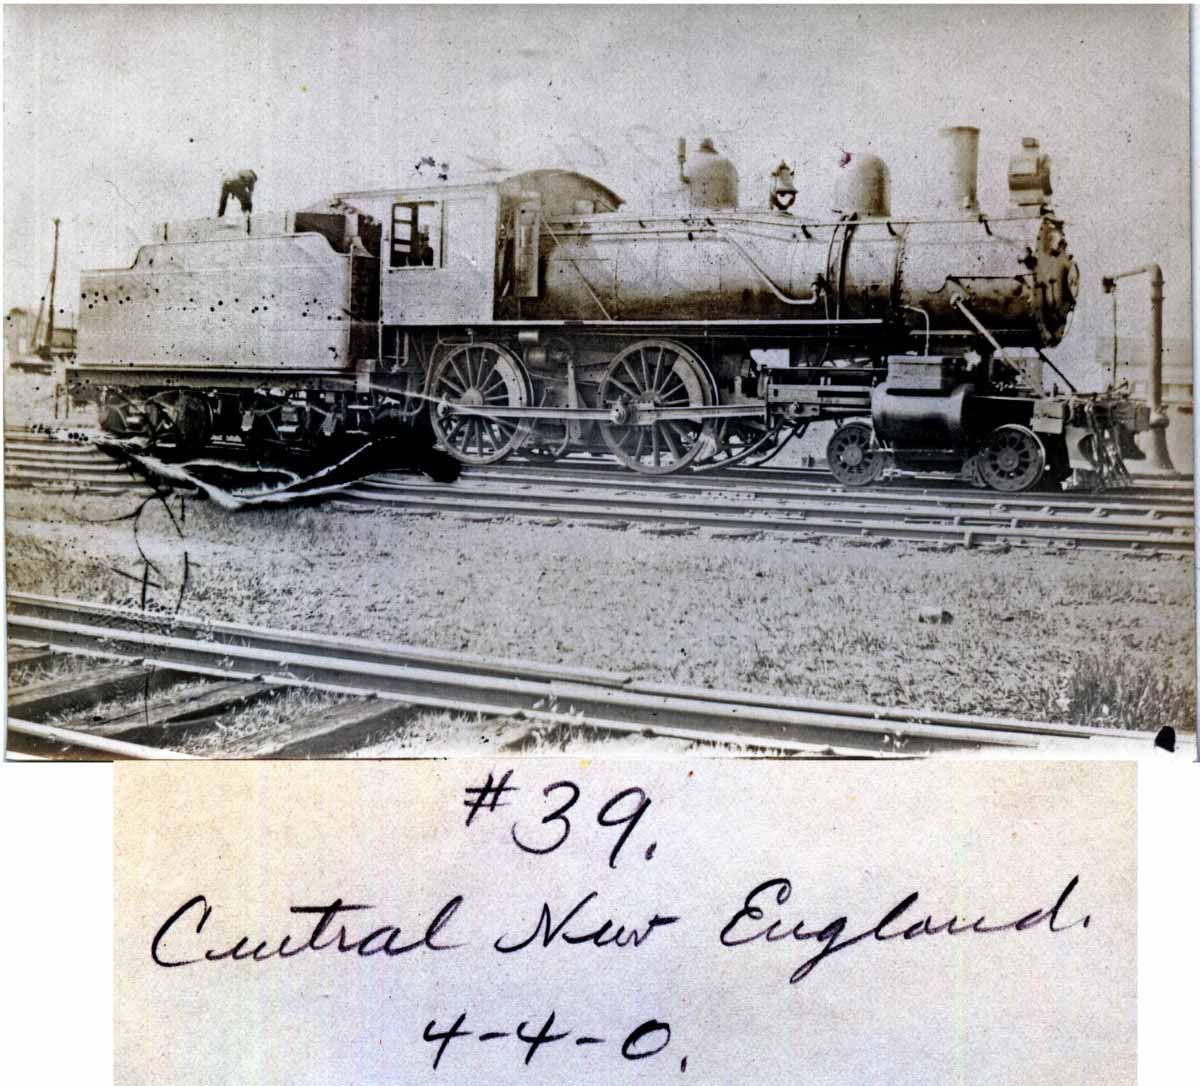 #39.
Central New England.
4-4-0.